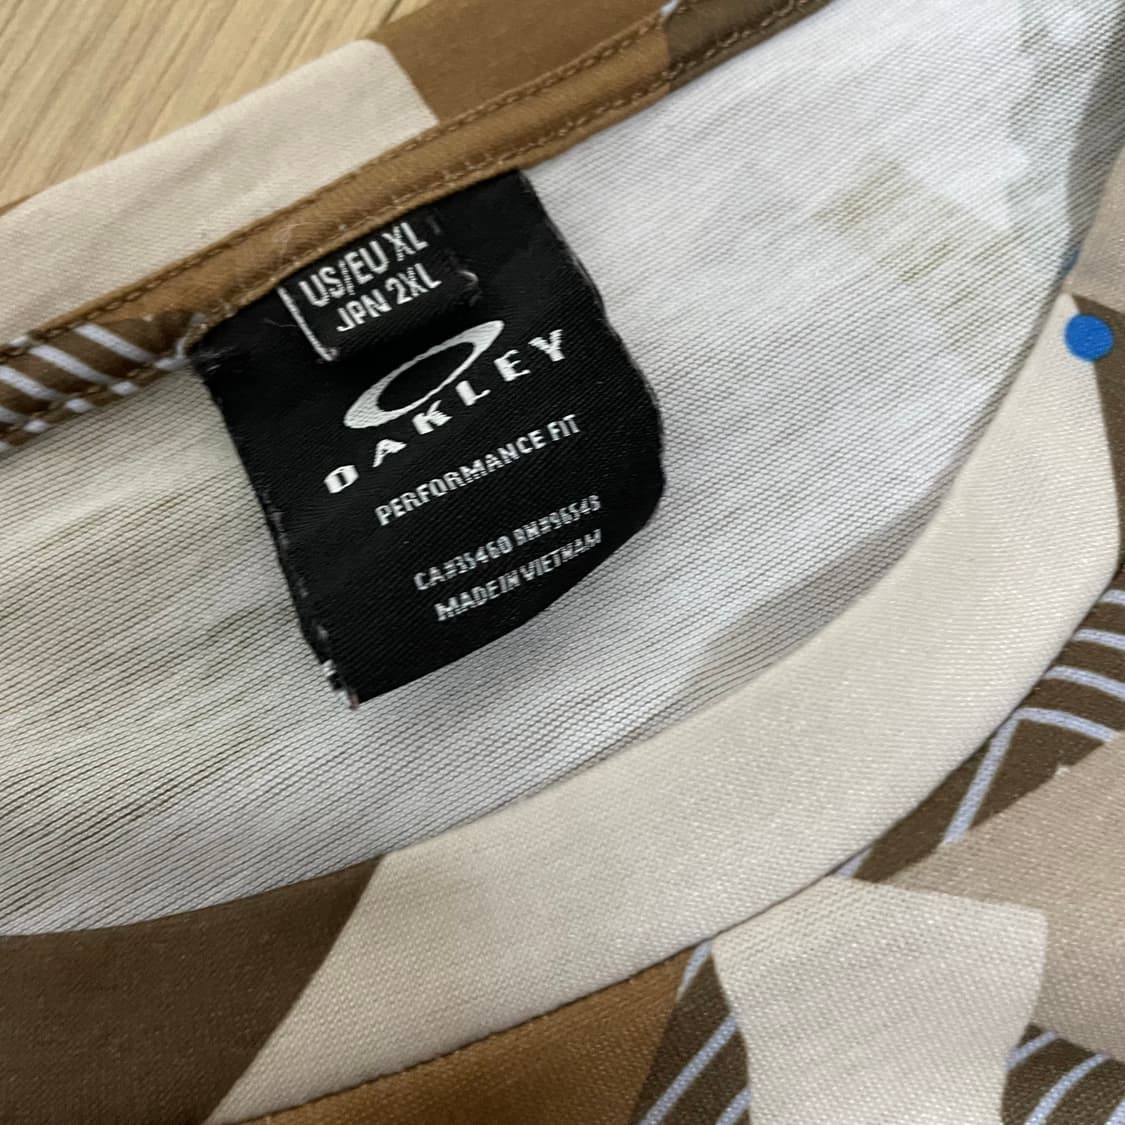 US/EU XL
JPN 2XL
OAKLEY
PERFORMANCE FIT
CA#35460 RN#96548
MADE IN VIETNAM